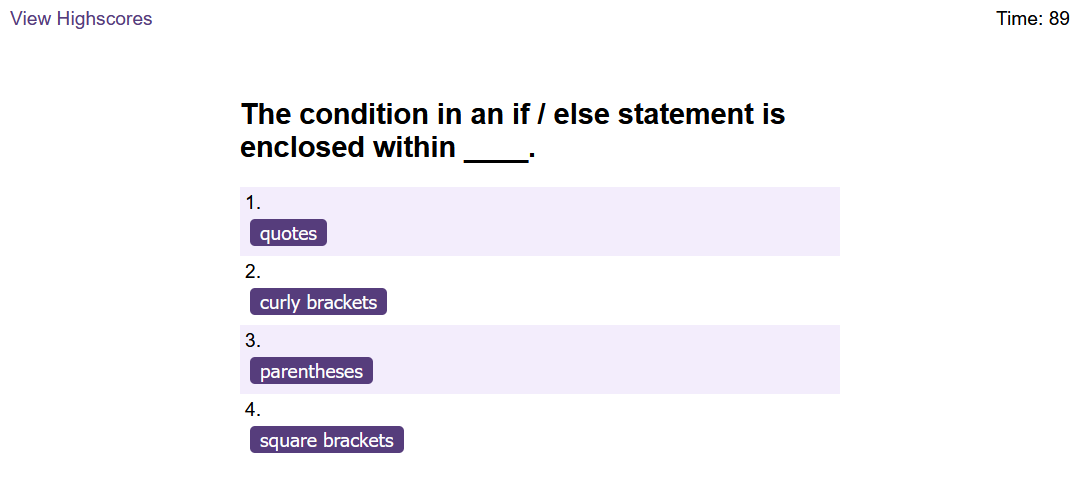 View Highscores
Time: 89
The condition in an if / else statement is
enclosed within ____.
1.
quotes
2.
curly brackets
3.
parentheses
4.
square brackets